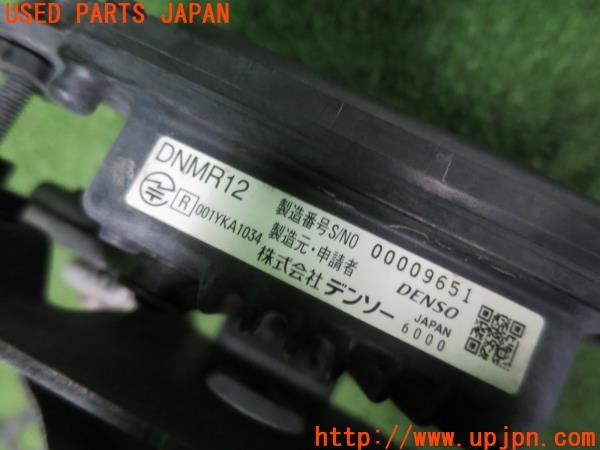 USED PARTS JAPAN
DNMR12
R 001YKA1034
製造番号S/NO 00009651
製造元・申請者 DENSO
株式会社デンソー
JAPAN
6000
http://www.upjpn.com/